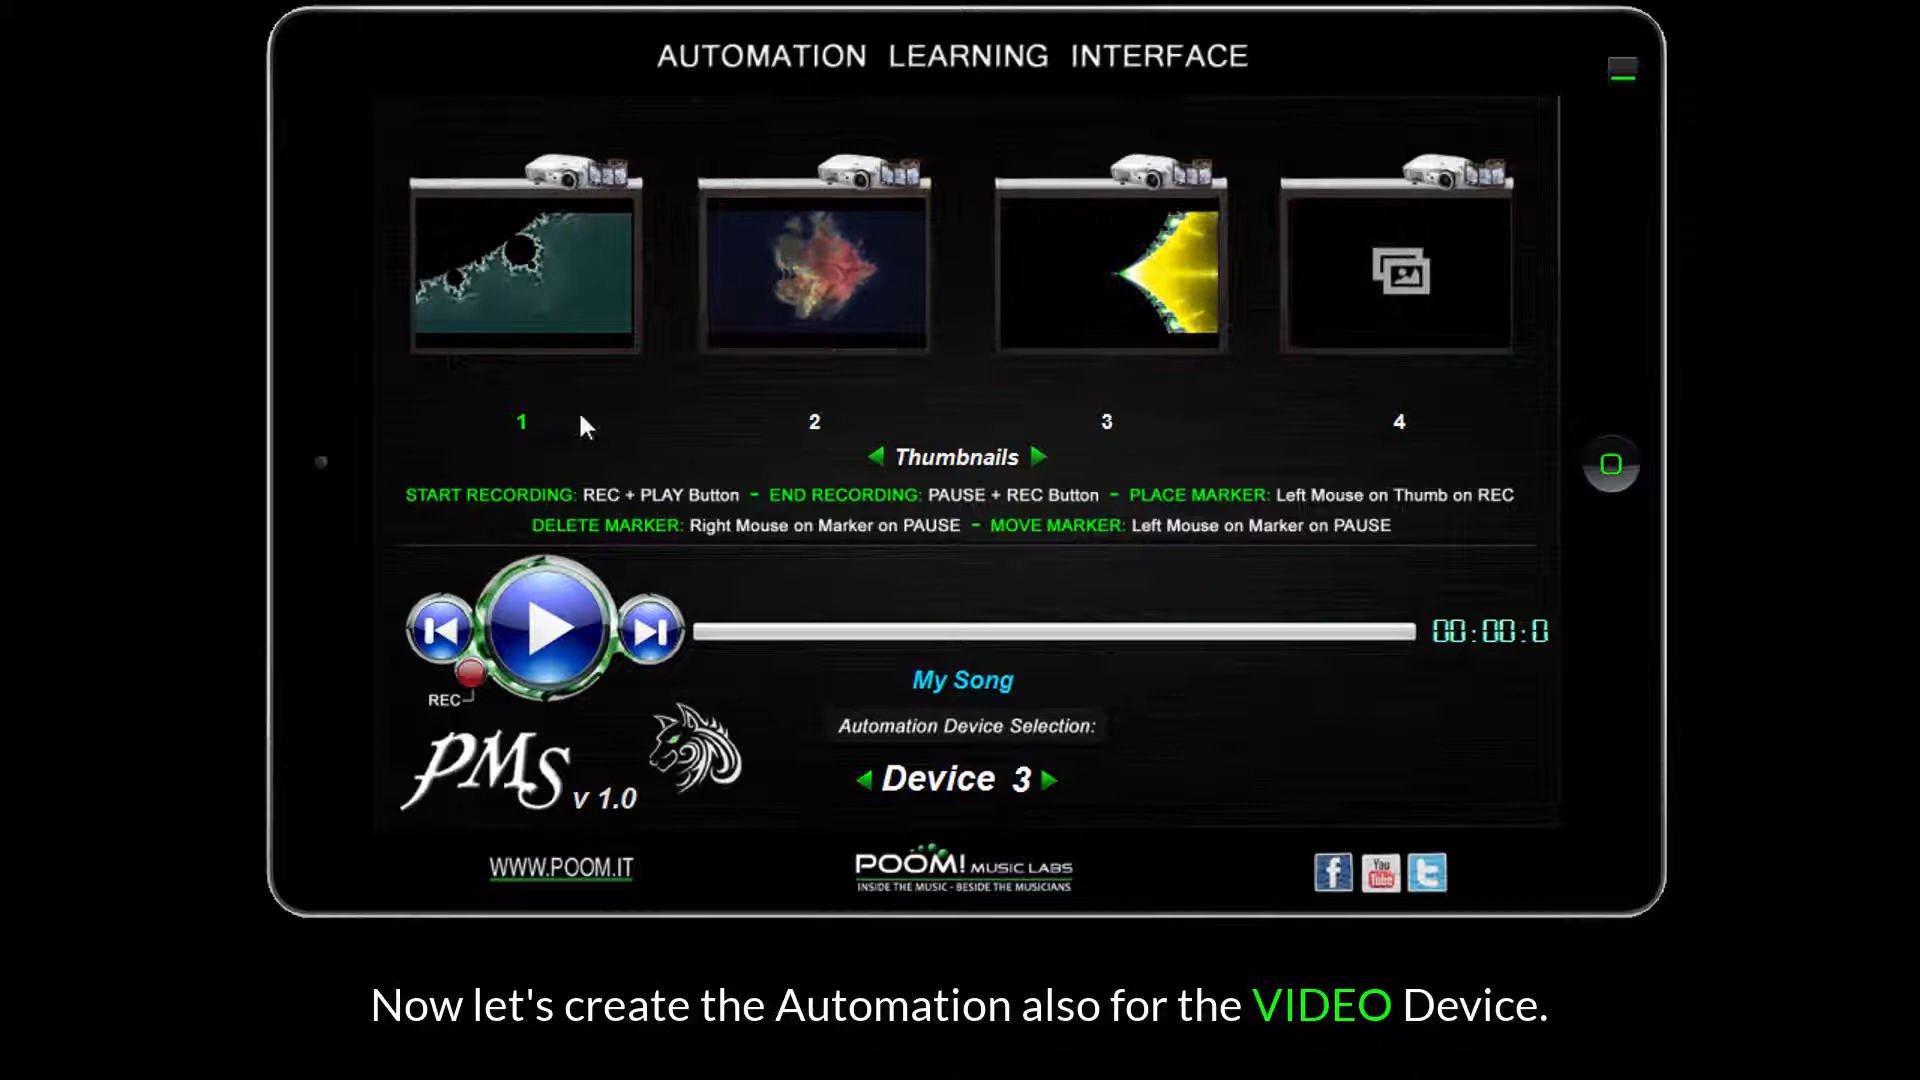 AUTOMATION LEARNING INTERFACE
1 2 3 4
Thumbnails
START RECORDING: REC + PLAY Button - END RECORDING: PAUSE + REC Button - PLACE MARKER: Left Mouse on Thumb on REC
DELETE MARKER: Right Mouse on Marker on PAUSE - MOVE MARKER: Left Mouse on Marker on PAUSE
00:00:0
REC
My Song
Automation Device Selection:
PMS v 1.0
Device 3
WWW.POOM.IT
POOM! MUSIC LABS
INSIDE THE MUSIC - BESIDE THE MUSICIANS
f
You Tube
t
Now let's create the Automation also for the VIDEO Device.